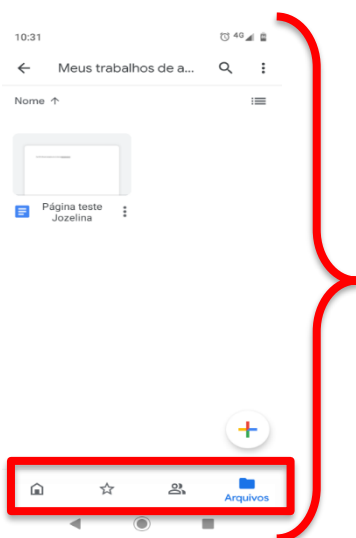 10:31 4G
Meus trabalhos de a...
Nome ↑
Página teste
Jozelina
Arquivos